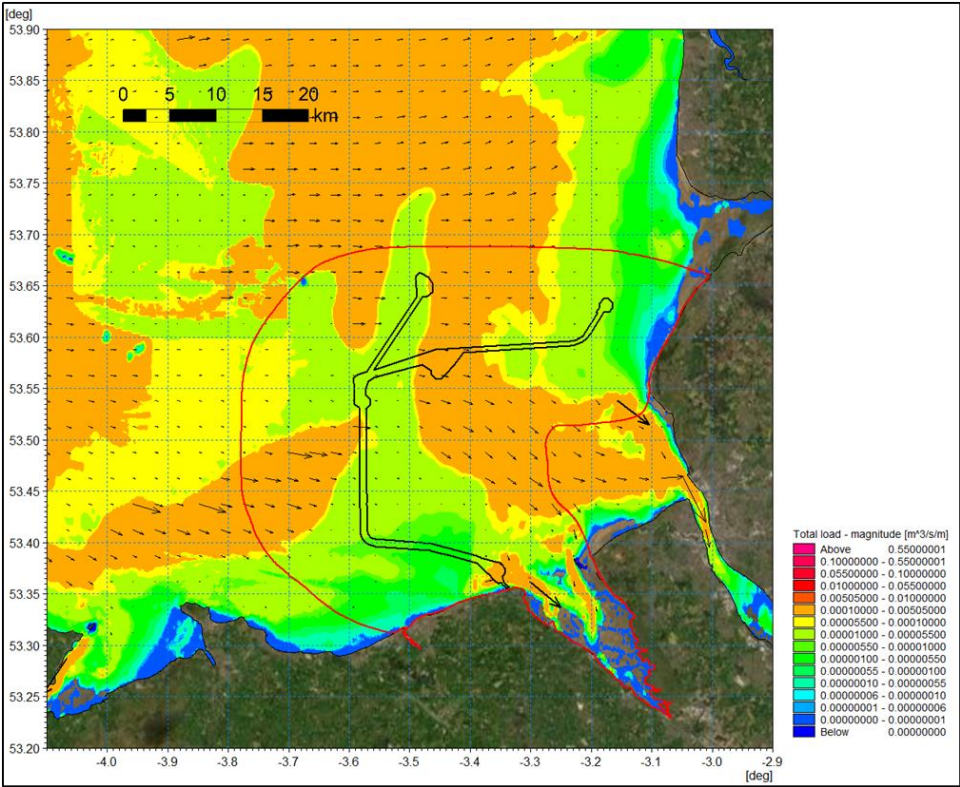 [deg]
53.90
53.85
53.80
53.75
53.70
53.65
53.60
53.55
53.50
53.45
53.40
53.35
53.30
53.25
53.20
0 5 10 15 20
km
-4.0 -3.9 -3.8 -3.7 -3.6 -3.5 -3.4 -3.3 -3.2 -3.1 -3.0 -2.9
[deg]
Total load - magnitude [m^3/s/m]
Above 0.55000001
0.10000000 - 0.55000001
0.05500000 - 0.10000000
0.01000000 - 0.05500000
0.00505000 - 0.01000000
0.00010000 - 0.00505000
0.00005500 - 0.00010000
0.00001000 - 0.00005500
0.00000550 - 0.00001000
0.00000100 - 0.00000550
0.00000055 - 0.00000100
0.00000010 - 0.00000055
0.00000006 - 0.00000010
0.00000001 - 0.00000006
0.00000000 - 0.00000001
Below 0.00000000